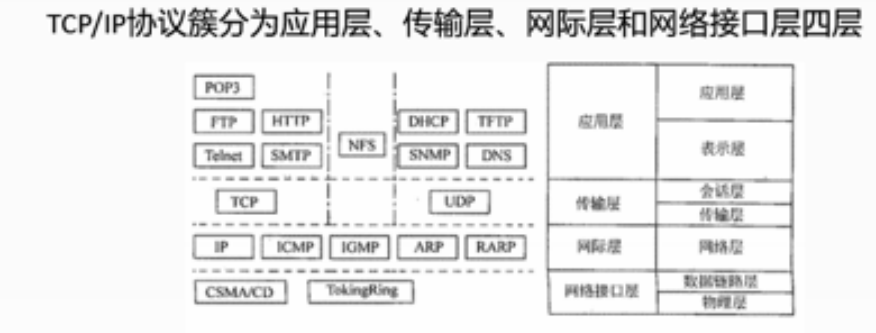 TCP/IP协议簇分为应用层、传输层、网际层和网络接口层四层
POP3
FTP HTTP DHCP TFTP
NFS
Telnet SMTP SNMP DNS
TCP UDP
IP ICMP IGMP ARP RARP
CSMA/CD TokingRing
应用层 应用层
表示层
传输层 会话层
传输层
网际层 网络层
网络接口层 数据链路层
物理层